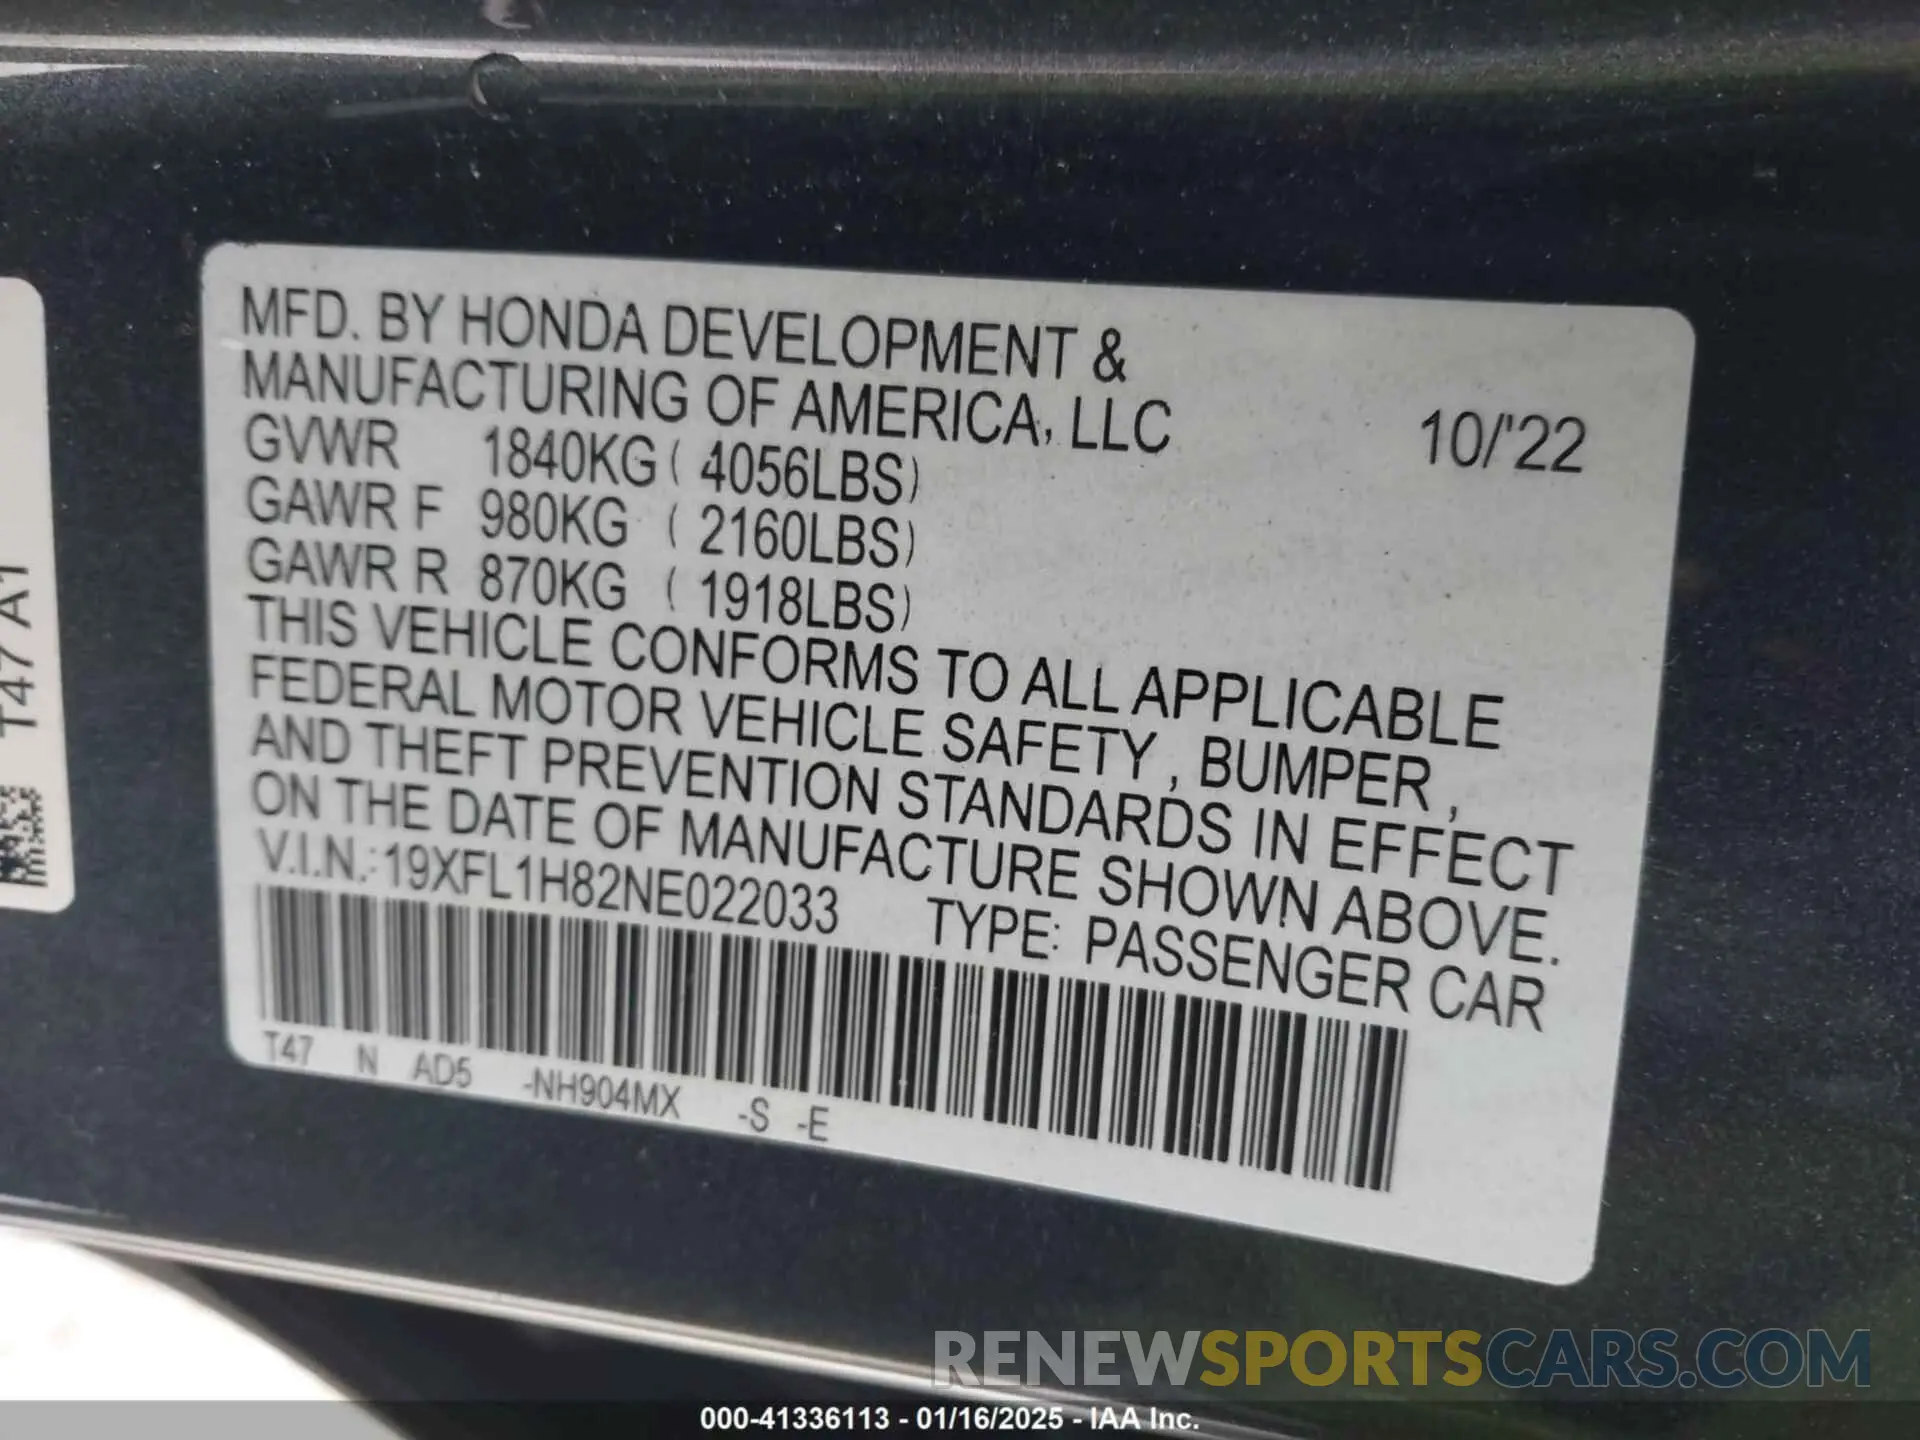 MFD. BY HONDA DEVELOPMENT &
MANUFACTURING OF AMERICA, LLC 10/'22
GVWR 1840KG ( 4056LBS)
GAWR F 980KG ( 2160LBS)
GAWR R 870KG ( 1918LBS)
THIS VEHICLE CONFORMS TO ALL APPLICABLE
FEDERAL MOTOR VEHICLE SAFETY , BUMPER ,
AND THEFT PREVENTION STANDARDS IN EFFECT
ON THE DATE OF MANUFACTURE SHOWN ABOVE.
V.I.N.: 19XFL1H82NE022033 TYPE: PASSENGER CAR
T47 N AD5 -NH904MX -S -E
T47 A1
RENEWSPORTSCARS.COM
000-41336113 - 01/16/2025 - IAA Inc.